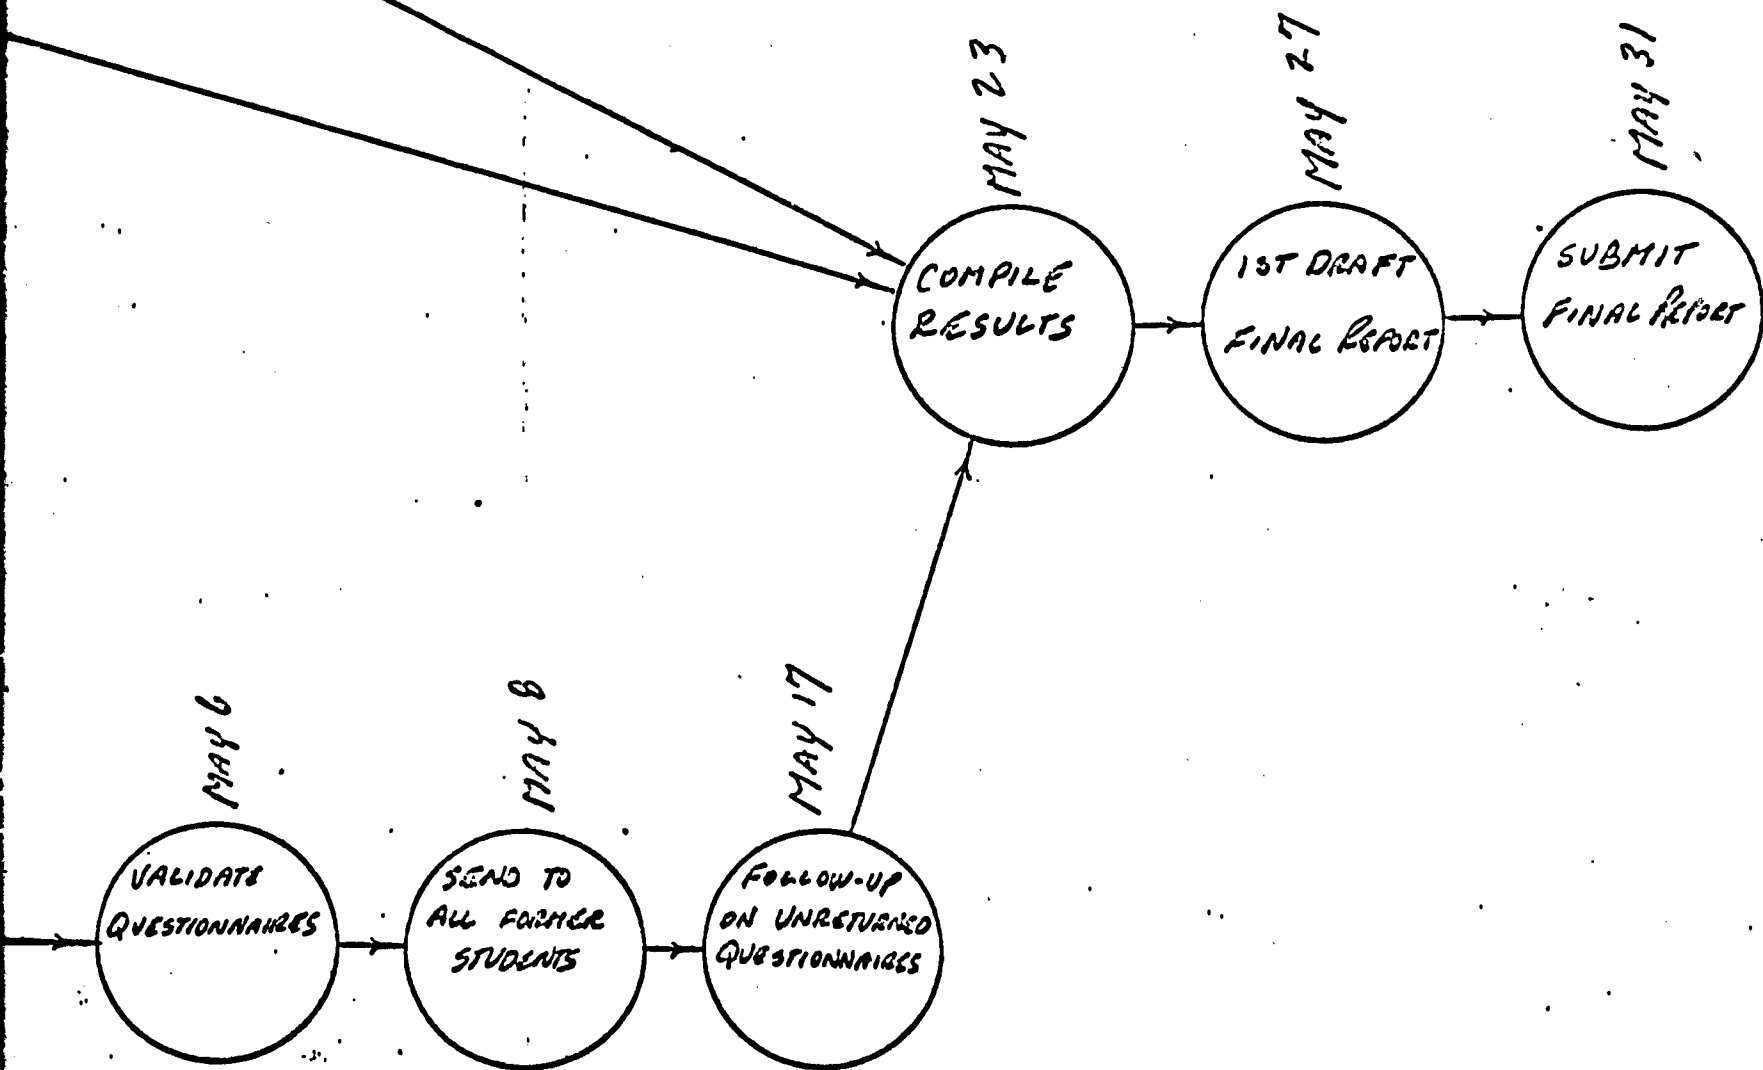 MAY 23
COMPILE
RESULTS
MAY 27
1ST DRAFT
FINAL REPORT
MAY 31
SUBMIT
FINAL REPORT
MAY 6
VALIDATE
QUESTIONNAIRES
MAY 8
SEND TO
ALL FORMER
STUDENTS
MAY 17
FOLLOW-UP
ON UNRETURNED
QUESTIONNAIRES